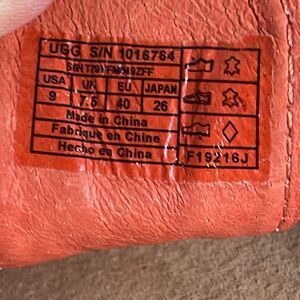 UGG S/N 1016764
USA UK EU JAPAN
9 7.5 40 26
Made in China
Fabrique en Chine
Hecho en China
F19216J